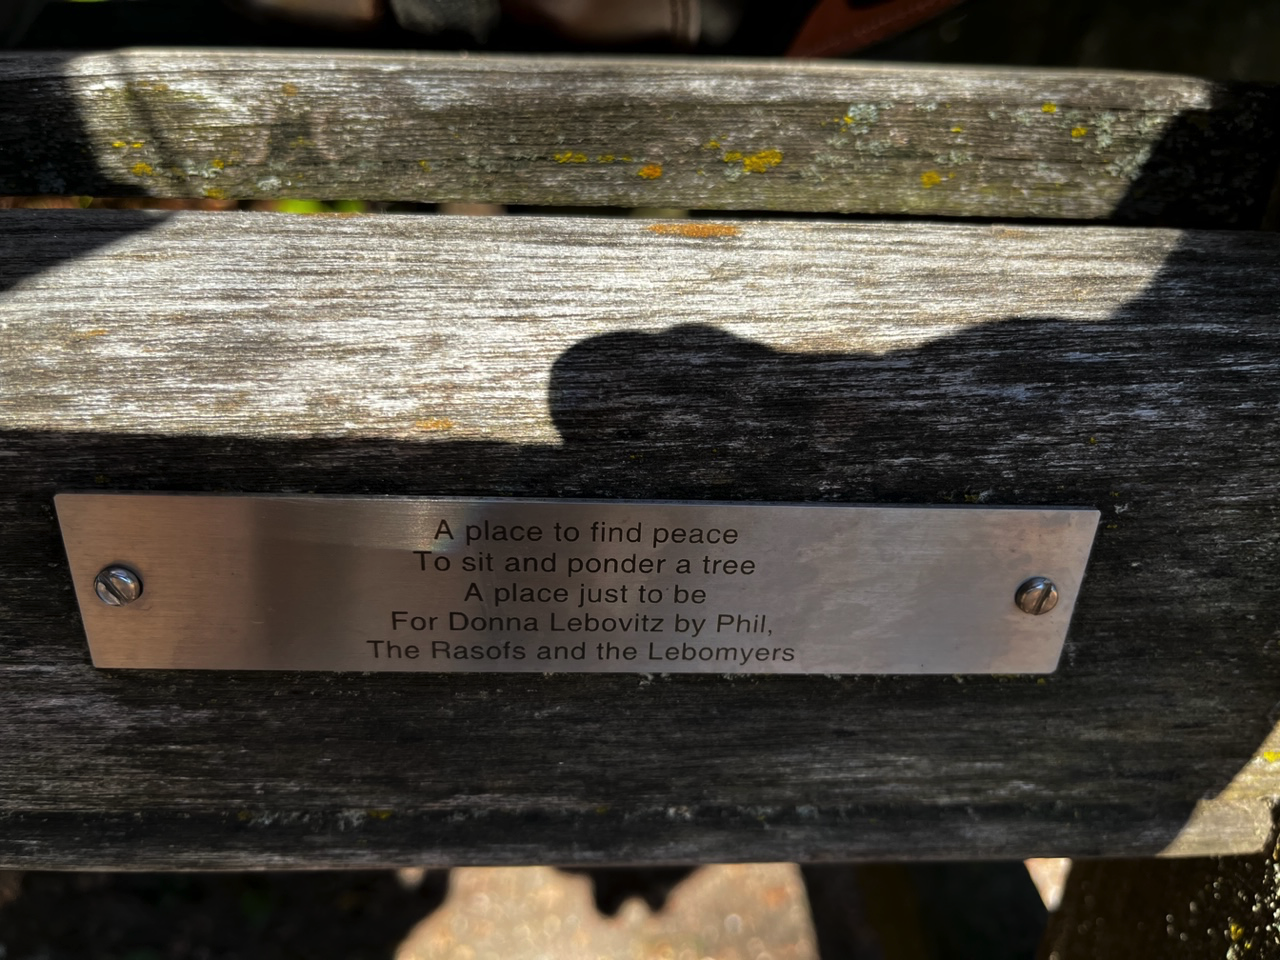 A place to find peace
To sit and ponder a tree
A place just to be
For Donna Lebovitz by Phil,
The Rasofs and the Lebomyers